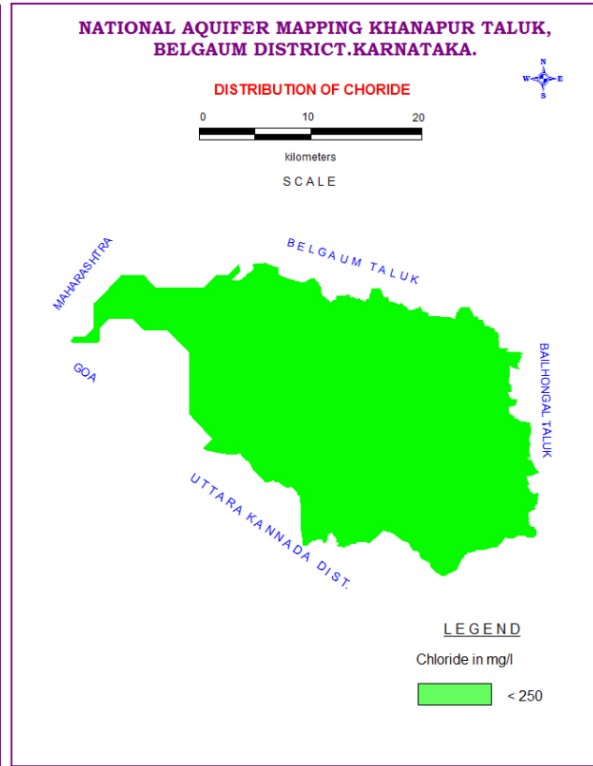 NATIONAL AQUIFER MAPPING KHANAPUR TALUK,
BELGAUM DISTRICT.KARNATAKA.
DISTRIBUTION OF CHORIDE
N
W E
S
0 10 20
kilometers
SCALE
BELGAUM TALUK
MAHARASHTRA
GOA
BAILHONGAL TALUK
UTTARA KANNADA DIST.
LEGEND
Chloride in mg/l
< 250